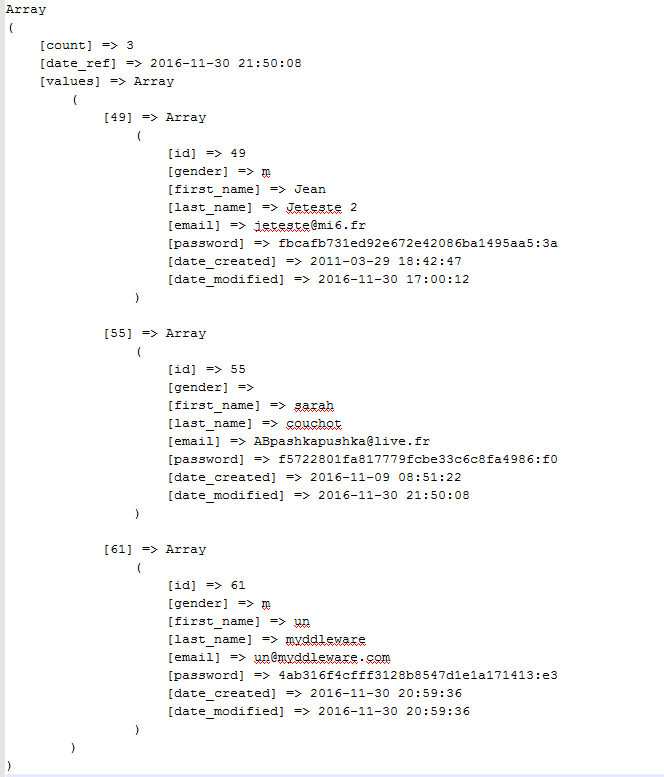 Array
(
    [count] => 3
    [date_ref] => 2016-11-30 21:50:08
    [values] => Array
        (
            [49] => Array
                (
                    [id] => 49
                    [gender] => m
                    [first_name] => Jean
                    [last_name] => Jeteste 2
                    [email] => jeteste@mi6.fr
                    [password] => fbcafb731ed92e672e42086ba1495aa5:3a
                    [date_created] => 2011-03-29 18:42:47
                    [date_modified] => 2016-11-30 17:00:12
                )

            [55] => Array
                (
                    [id] => 55
                    [gender] =>
                    [first_name] => sarah
                    [last_name] => couchot
                    [email] => ABpashkapushka@live.fr
                    [password] => f5722801fa817779fcbe33c6c8fa4986:f0
                    [date_created] => 2016-11-09 08:51:22
                    [date_modified] => 2016-11-30 21:50:08
                )

            [61] => Array
                (
                    [id] => 61
                    [gender] => m
                    [first_name] => un
                    [last_name] => myddleware
                    [email] => un@myddleware.com
                    [password] => 4ab316f4cfff3128b8547d1e1a171413:e3
                    [date_created] => 2016-11-30 20:59:36
                    [date_modified] => 2016-11-30 20:59:36
                )
        )
)